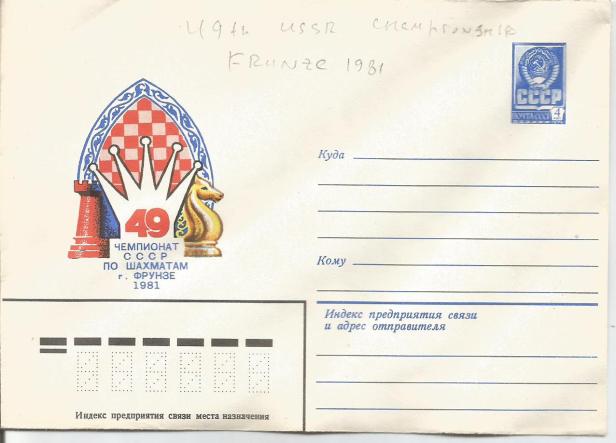 49th USSR CHAMPIONSHIP
FRUNZE 1981
СССР
ПОЧТА СССР 4
Куда
49
ЧЕМПИОНАТ
СССР
ПО ШАХМАТАМ
г. ФРУНЗЕ
1981
Кому
Индекс предприятия связи
и адрес отправителя
Индекс предприятия связи места назначения